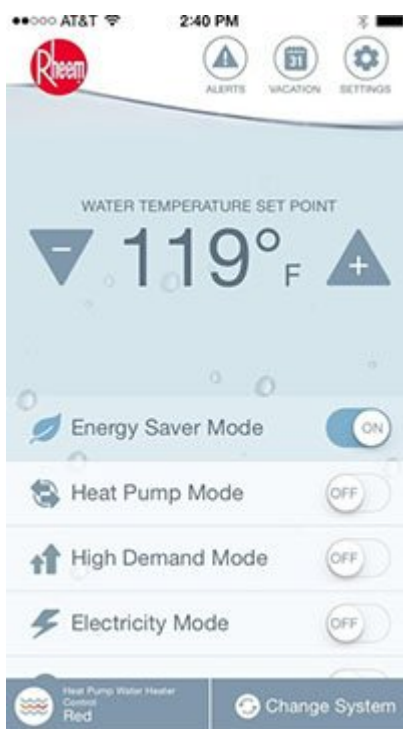 AT&T 2:40 PM
Rheem
31
ALERTS VACATION SETTINGS
WATER TEMPERATURE SET POINT
− 119°F +
Energy Saver Mode ON
Heat Pump Mode OFF
High Demand Mode OFF
Electricity Mode OFF
Heat Pump Water Heater
Control
Red
Change System